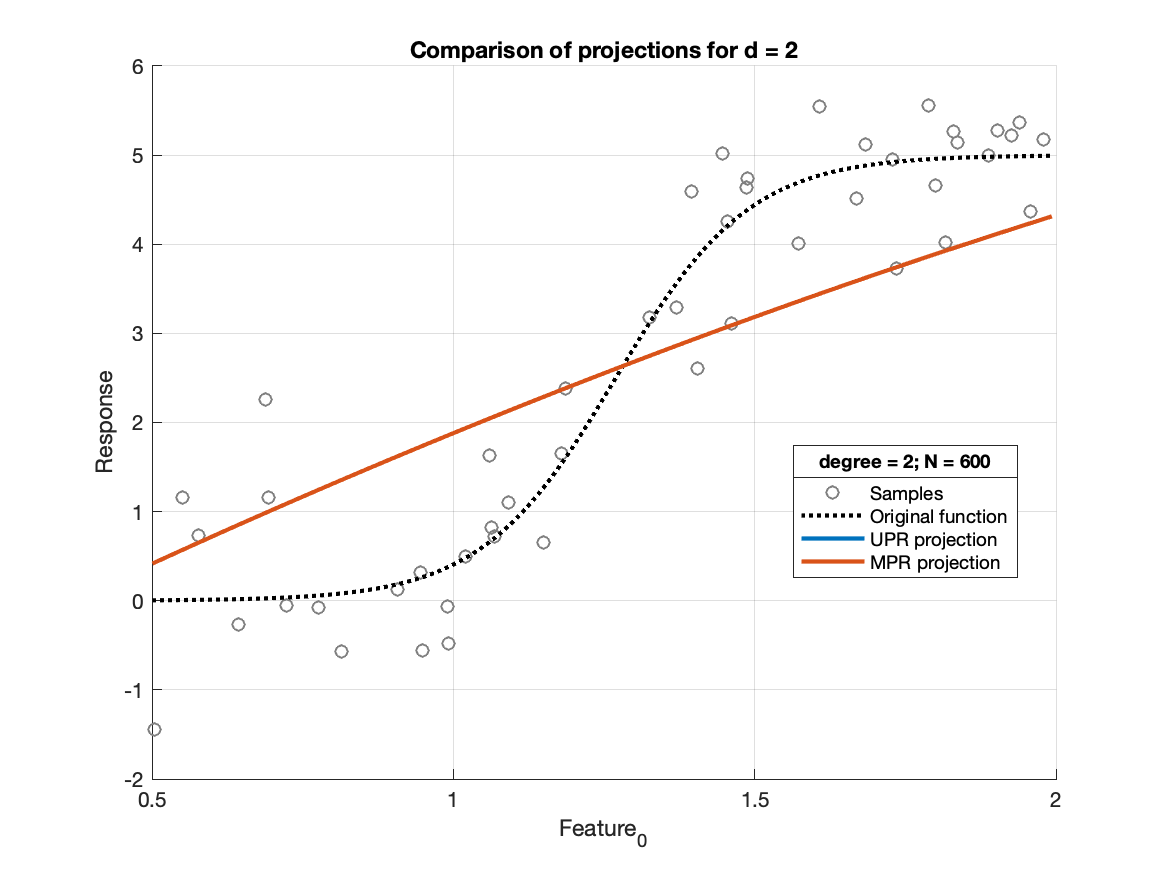 Comparison of projections for d = 2
6
5
4
3
2
1
0
-1
-2
Response
degree = 2; N = 600
Samples
Original function
UPR projection
MPR projection
0.5
1
1.5
2
Feature_0